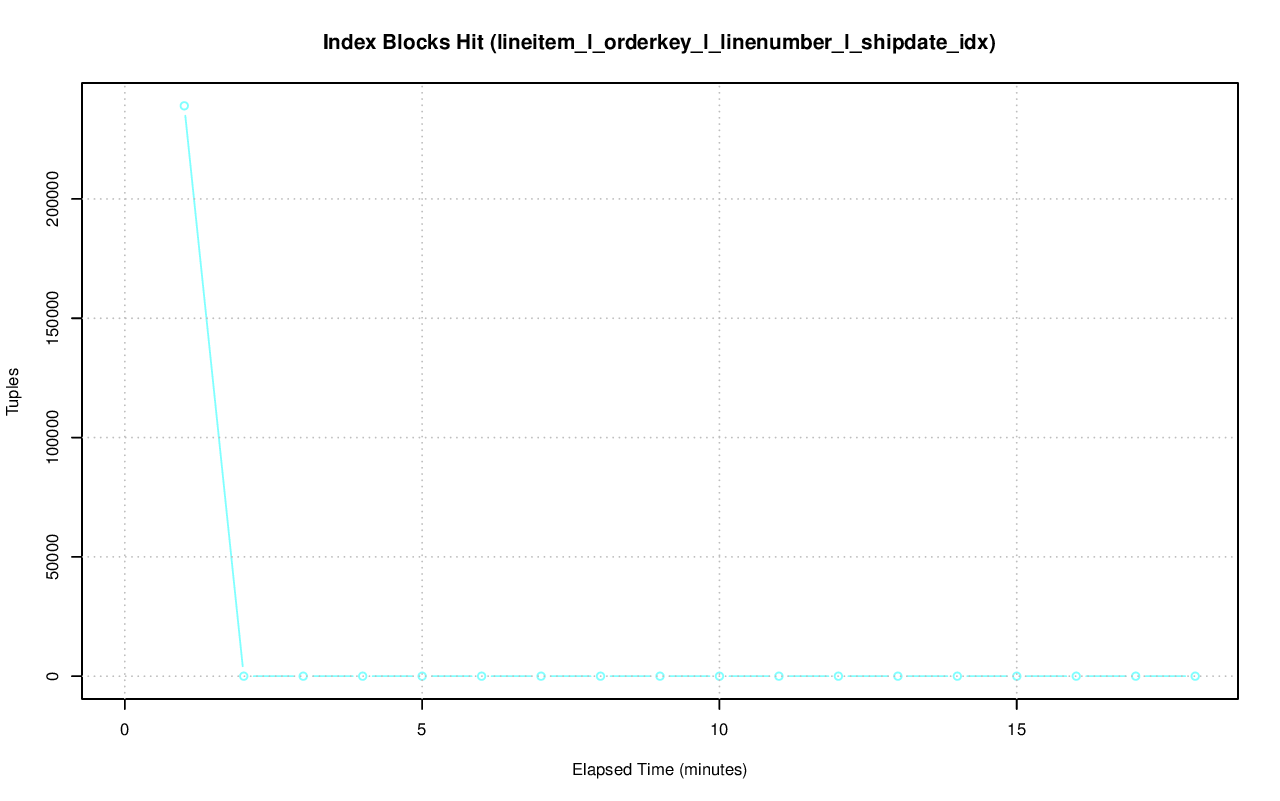 Index Blocks Hit (lineitem_l_orderkey_l_linenumber_l_shipdate_idx)
200000
150000
100000
50000
0
Tuples
0 5 10 15
Elapsed Time (minutes)